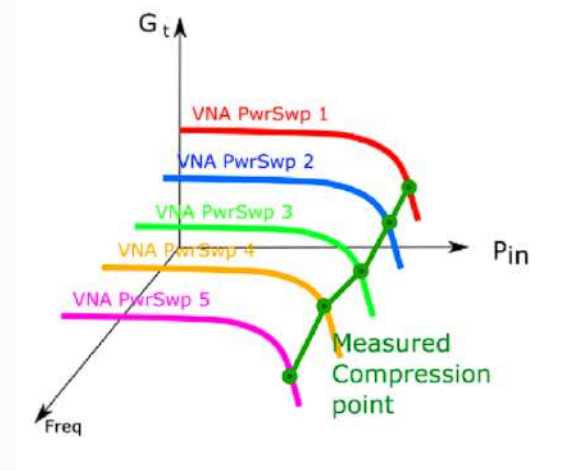 Gt
VNA PwrSwp 1
VNA PwrSwp 2
VNA PwrSwp 3
VNA PwrSwp 4
Pin
VNA PwrSwp 5
Measured
Compression
point
Freq